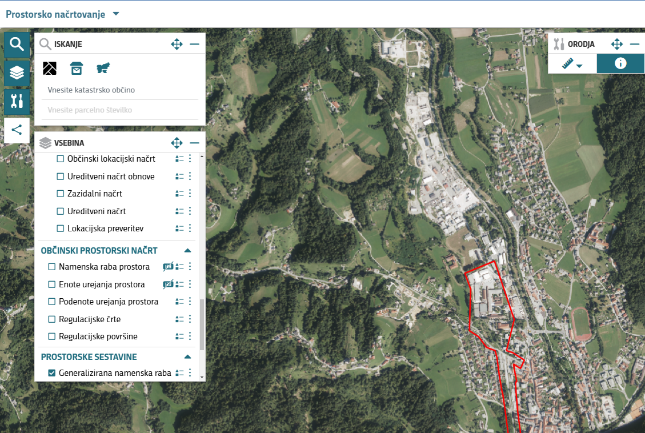 Prostorsko načrtovanje
ISKANJE
Vnesite katastrsko občino
Vnesite parcelno številko
VSEBINA
Občinski lokacijski načrt
Ureditveni načrt obnove
Zazidalni načrt
Ureditveni načrt
Lokacijska preveritev
OBČINSKI PROSTORSKI NAČRT
Namenska raba prostora
Enote urejanja prostora
Podenote urejanja prostora
Regulacijske črte
Regulacijske površine
PROSTORSKE SESTAVINE
Generalizirana namenska raba
ORODJA